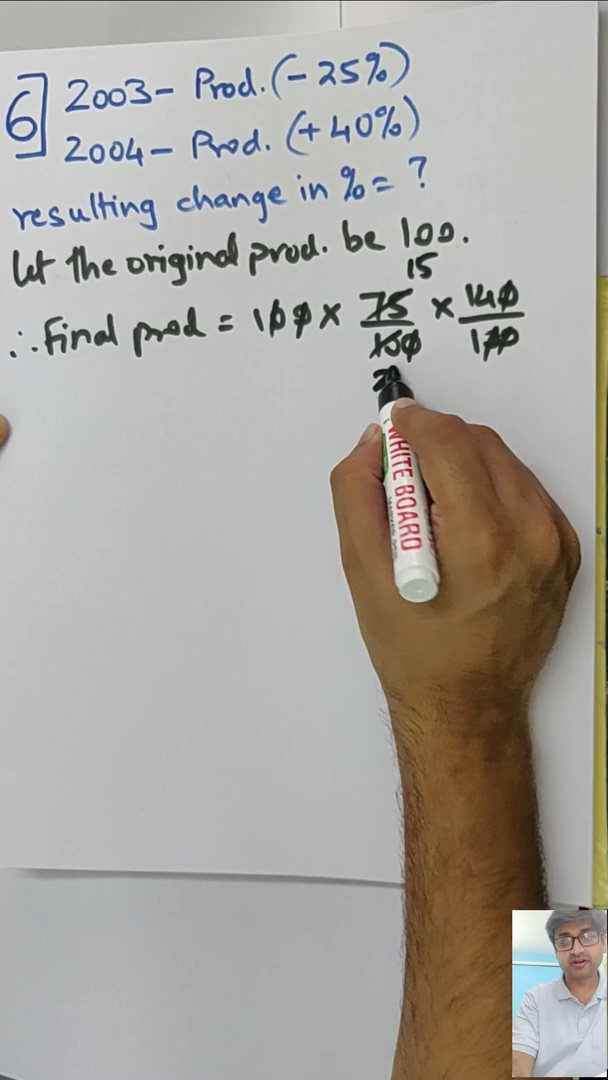 6] 2003 - Prod. (- 25%)
2004 - Prod. (+ 40%)
resulting change in % = ?
Let the original prod. be 100.
15
∴ Final prod = 100 × 75/100 × 140/100
WHITE BOARD